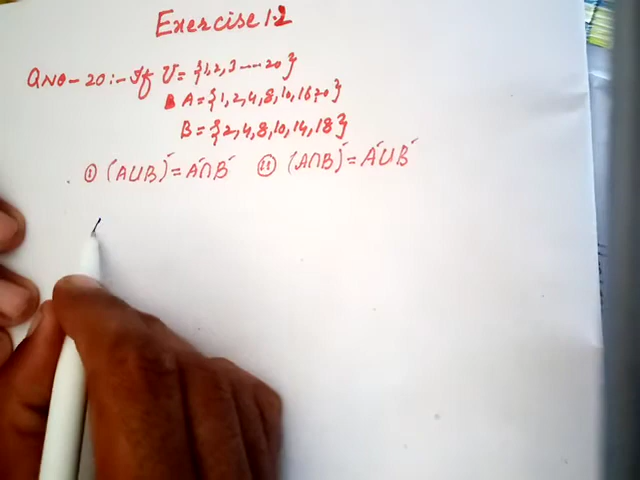 Exercise 1.2
QNO-20:- If U = {1,2,3----20}
A = {1,2,4,8,10,16,20}
B = {2,4,8,10,14,18}
(i) (A∪B)′ = A′∩B′ (ii) (A∩B)′ = A′∪B′